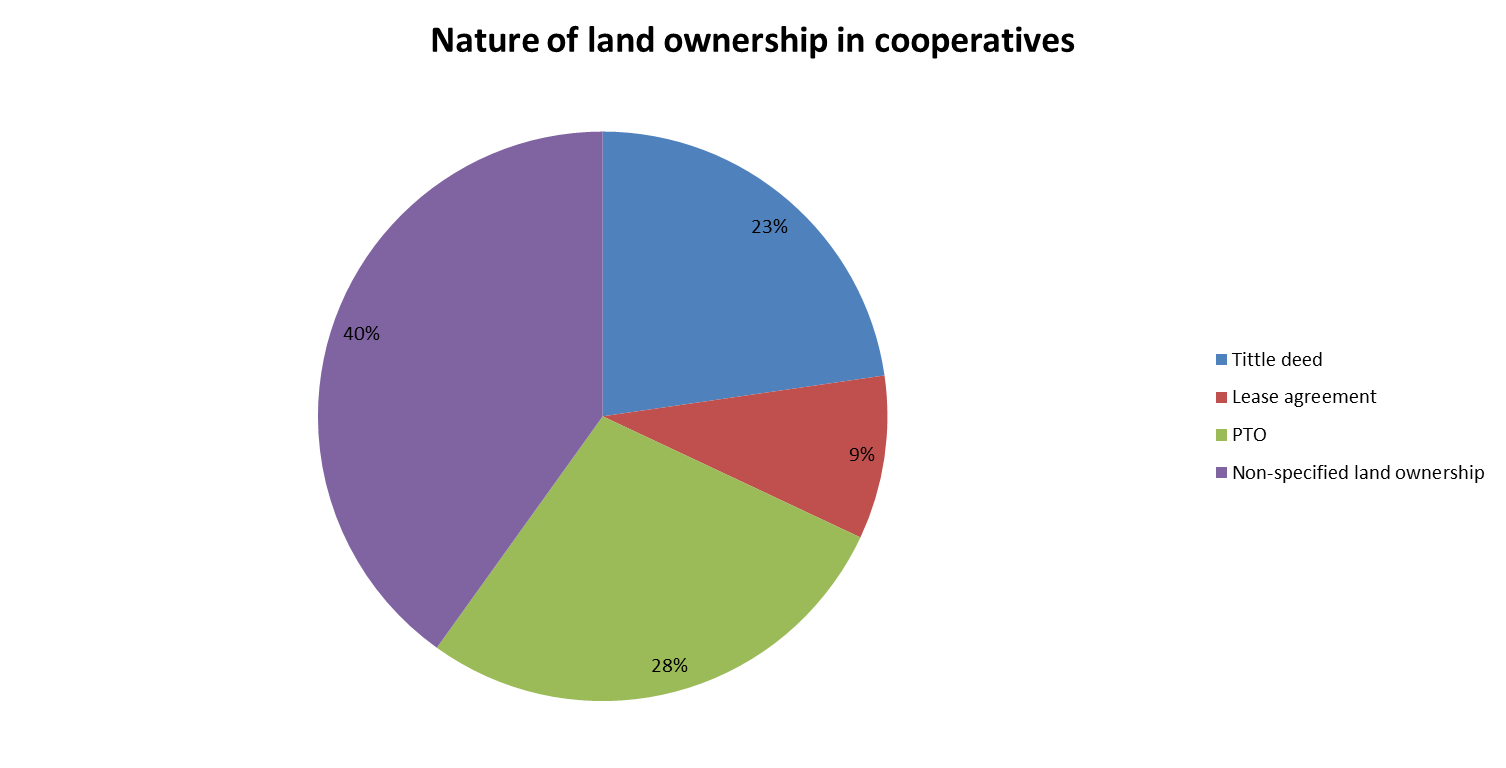 Nature of land ownership in cooperatives
23%
40%
Tittle deed
Lease agreement
PTO
9%
Non-specified land ownership
28%